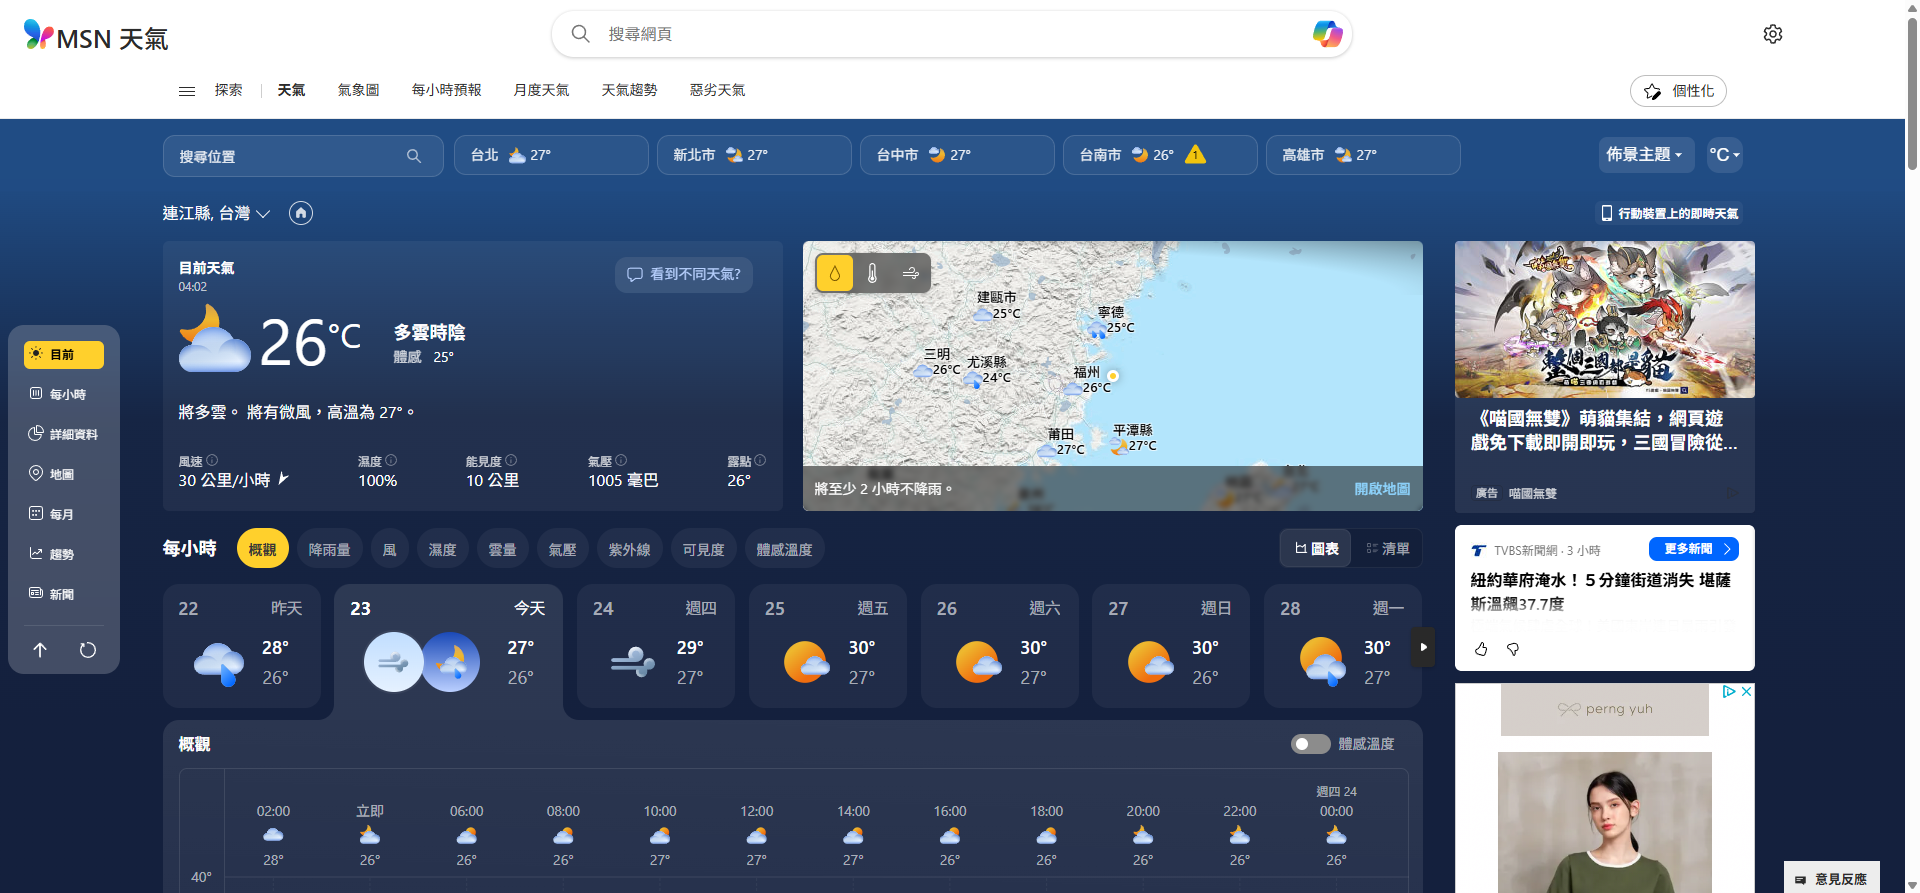 MSN 天氣
搜尋網頁
探索
天氣
氣象圖
每小時預報
月度天氣
天氣趨勢
惡劣天氣
個性化
搜尋位置
台北 27°
新北市 27°
台中市 27°
台南市 26° 1
高雄市 27°
佈景主題
°C
連江縣, 台灣
行動裝置上的即時天氣
目前
每小時
詳細資料
地圖
每月
趨勢
新聞
目前天氣
04:02
看到不同天氣?
26°C
多雲時陰
體感 25°
將多雲。 將有微風，高溫為 27°。
風速 濕度 能見度 氣壓 露點
30 公里/小時 100% 10 公里 1005 毫巴 26°
建甌市
25°C
寧德
25°C
三明
26°C
尤溪縣
24°C
福州
26°C
莆田
27°C
平潭縣
27°C
將至少 2 小時不降雨。
開啟地圖
整個三國都是貓
《喵國無雙》萌貓集結，網頁遊
戲免下載即開即玩，三國冒險從...
廣告 喵國無雙
TVBS新聞網 · 3 小時
更多新聞
紐約華府淹水！５分鐘街道消失 堪薩
斯溫飆37.7度
perng yuh
每小時
概觀
降雨量
風
濕度
雲量
氣壓
紫外線
可見度
體感溫度
圖表
清單
22 昨天
28°
26°
23 今天
27°
26°
24 週四
29°
27°
25 週五
30°
27°
26 週六
30°
27°
27 週日
30°
26°
28 週一
30°
27°
概觀
體感溫度
週四 24
02:00 立即 06:00 08:00 10:00 12:00 14:00 16:00 18:00 20:00 22:00 00:00
28° 26° 26° 26° 27° 27° 27° 26° 26° 26° 26° 26°
40°
意見反應